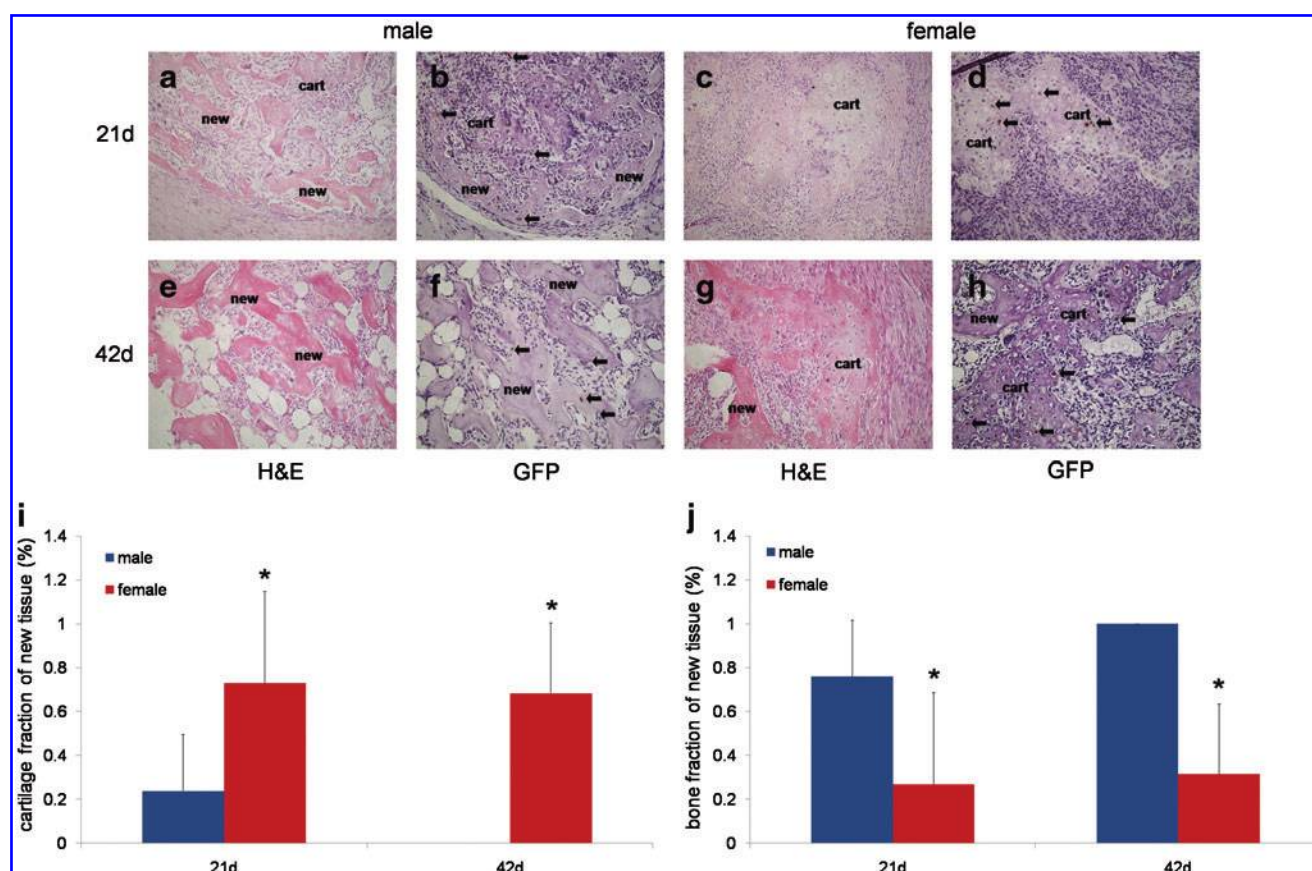 male female
a cart new new
b cart new new
c cart
d cart cart
21d
e new new
f new new
g cart new
h new cart cart
42d
H&E GFP H&E GFP
i
cartilage fraction of new tissue (%)
1.4
1.2
1
0.8
0.6
0.4
0.2
0
male
female
*
*
21d 42d
j
bone fraction of new tissue (%)
1.4
1.2
1
0.8
0.6
0.4
0.2
0
male
female
*
*
21d 42d